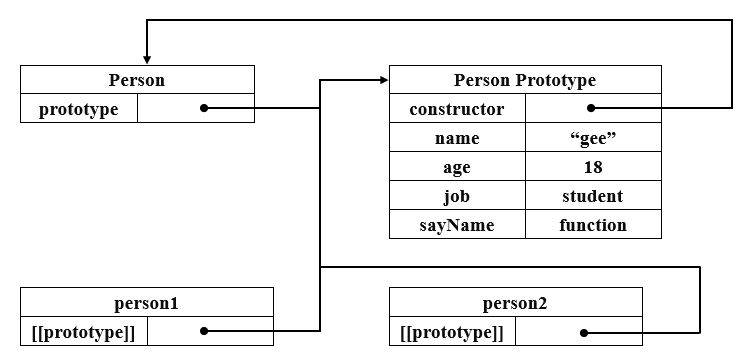 Person
prototype
Person Prototype
constructor
name “gee”
age 18
job student
sayName function
person1
[[prototype]]
person2
[[prototype]]